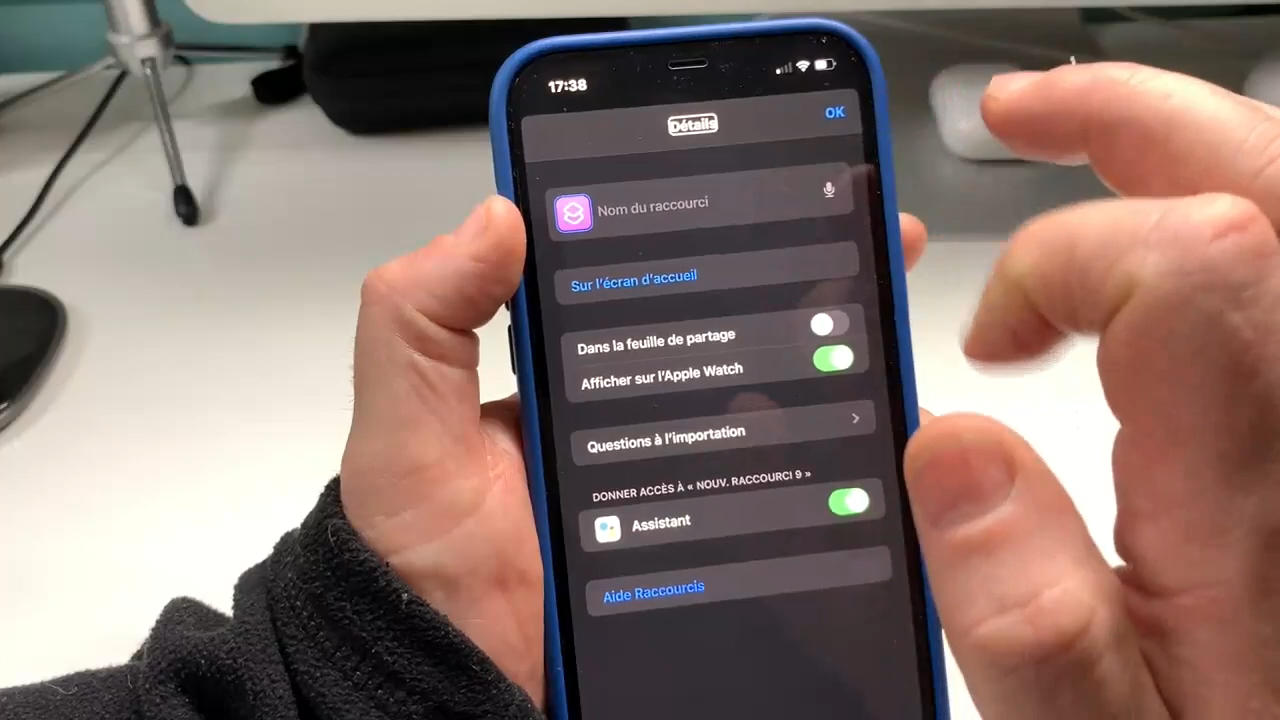 17:38
Détails
OK
Nom du raccourci
Sur l'écran d'accueil
Dans la feuille de partage
Afficher sur l'Apple Watch
Questions à l'importation
DONNER ACCÈS À « NOUV. RACCOURCI 9 »
Assistant
Aide Raccourcis